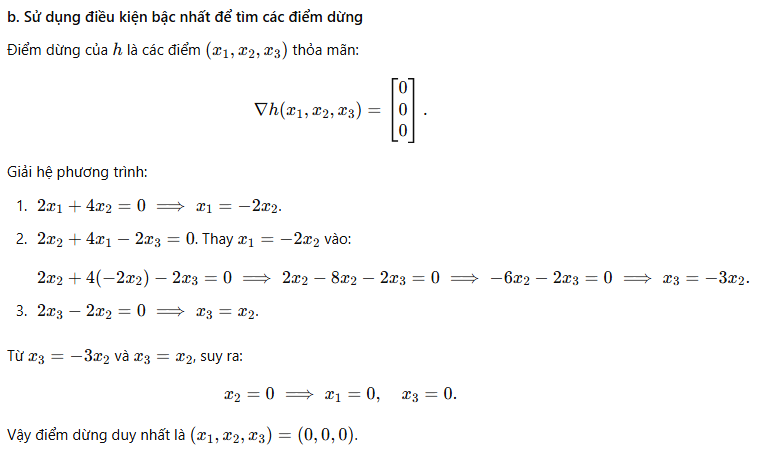 b. Sử dụng điều kiện bậc nhất để tìm các điểm dừng
Điểm dừng của h là các điểm (x₁, x₂, x₃) thỏa mãn:
∇h(x₁, x₂, x₃) = [0 0 0] .
Giải hệ phương trình:
1. 2x₁ + 4x₂ = 0 ⟹ x₁ = −2x₂.
2. 2x₂ + 4x₁ − 2x₃ = 0. Thay x₁ = −2x₂ vào:
2x₂ + 4(−2x₂) − 2x₃ = 0 ⟹ 2x₂ − 8x₂ − 2x₃ = 0 ⟹ −6x₂ − 2x₃ = 0 ⟹ x₃ = −3x₂.
3. 2x₃ − 2x₂ = 0 ⟹ x₃ = x₂.
Từ x₃ = −3x₂ và x₃ = x₂, suy ra:
x₂ = 0 ⟹ x₁ = 0, x₃ = 0.
Vậy điểm dừng duy nhất là (x₁, x₂, x₃) = (0, 0, 0).